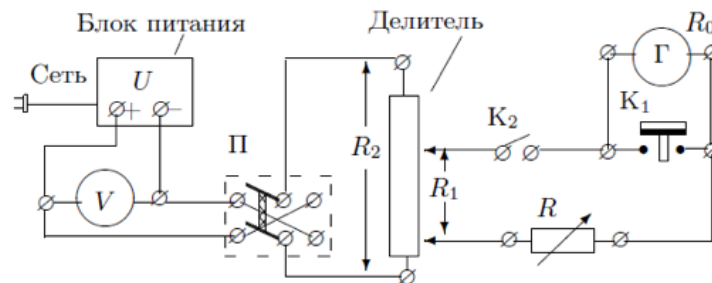 Блок питания
Делитель
Сеть
U
+
−
V
П
R₂
R₁
K₂
R₀
Г
K₁
R